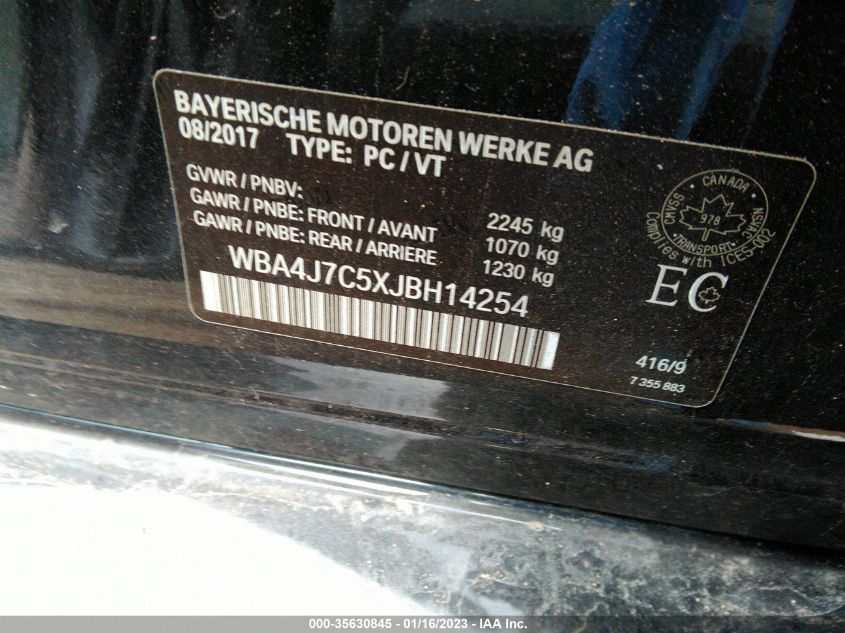 BAYERISCHE MOTOREN WERKE AG
08/2017 TYPE: PC / VT
GVWR / PNBV: 2245 kg
GAWR / PNBE: FRONT / AVANT 1070 kg
GAWR / PNBE: REAR / ARRIERE 1230 kg
WBA4J7C5XJBH14254
CANADA
CMVSS
NSVAC
978
TRANSPORT
Complies with ICES-002
EC
416/9
7 355 883
000-35630845 - 01/16/2023 - IAA Inc.